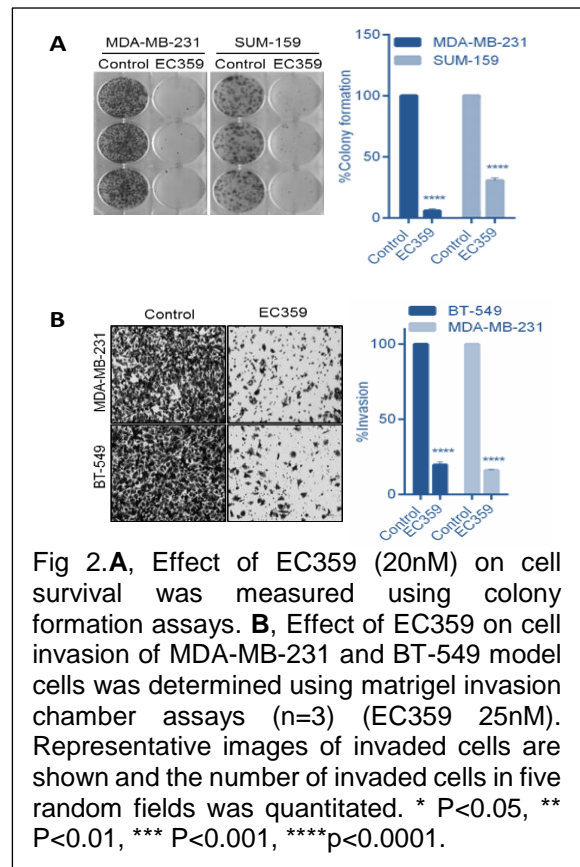 A
MDA-MB-231 SUM-159
Control EC359 Control EC359
MDA-MB-231
SUM-159
%Colony formation
150
100
50
0
**** ****
Control EC359 Control EC359
B
Control EC359
MDA-MB-231
BT-549
BT-549
MDA-MB-231
%Invasion
100
50
0
**** ****
Control EC359 Control EC359
Fig 2.A, Effect of EC359 (20nM) on cell
survival was measured using colony
formation assays. B, Effect of EC359 on cell
invasion of MDA-MB-231 and BT-549 model
cells was determined using matrigel invasion
chamber assays (n=3) (EC359 25nM).
Representative images of invaded cells are
shown and the number of invaded cells in five
random fields was quantitated. * P<0.05, **
P<0.01, *** P<0.001, ****p<0.0001.